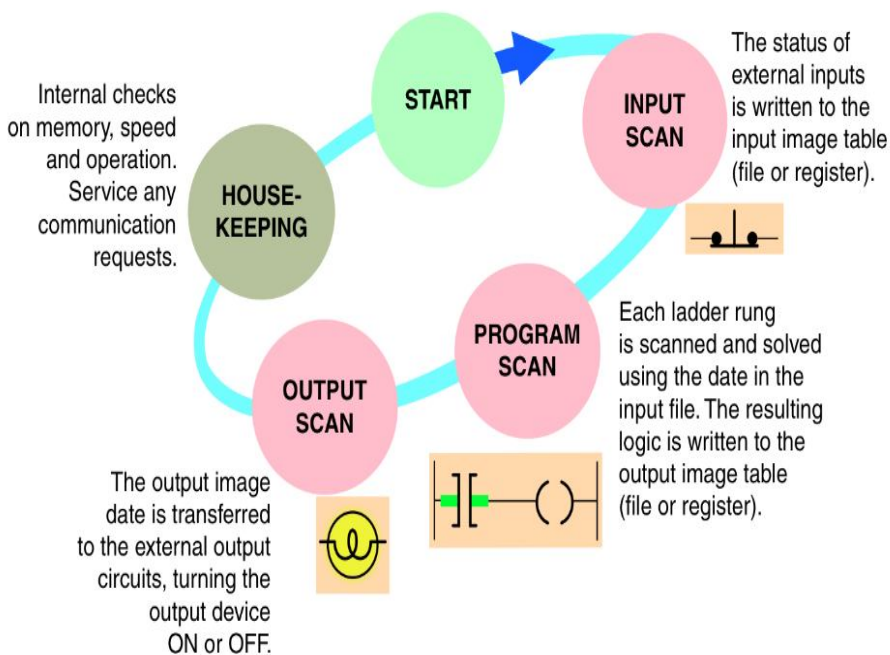 START
INPUT
SCAN
The status of
external inputs
is written to the
input image table
(file or register).
PROGRAM
SCAN
Each ladder rung
is scanned and solved
using the date in the
input file. The resulting
logic is written to the
output image table
(file or register).
OUTPUT
SCAN
The output image
date is transferred
to the external output
circuits, turning the
output device
ON or OFF.
HOUSE-
KEEPING
Internal checks
on memory, speed
and operation.
Service any
communication
requests.